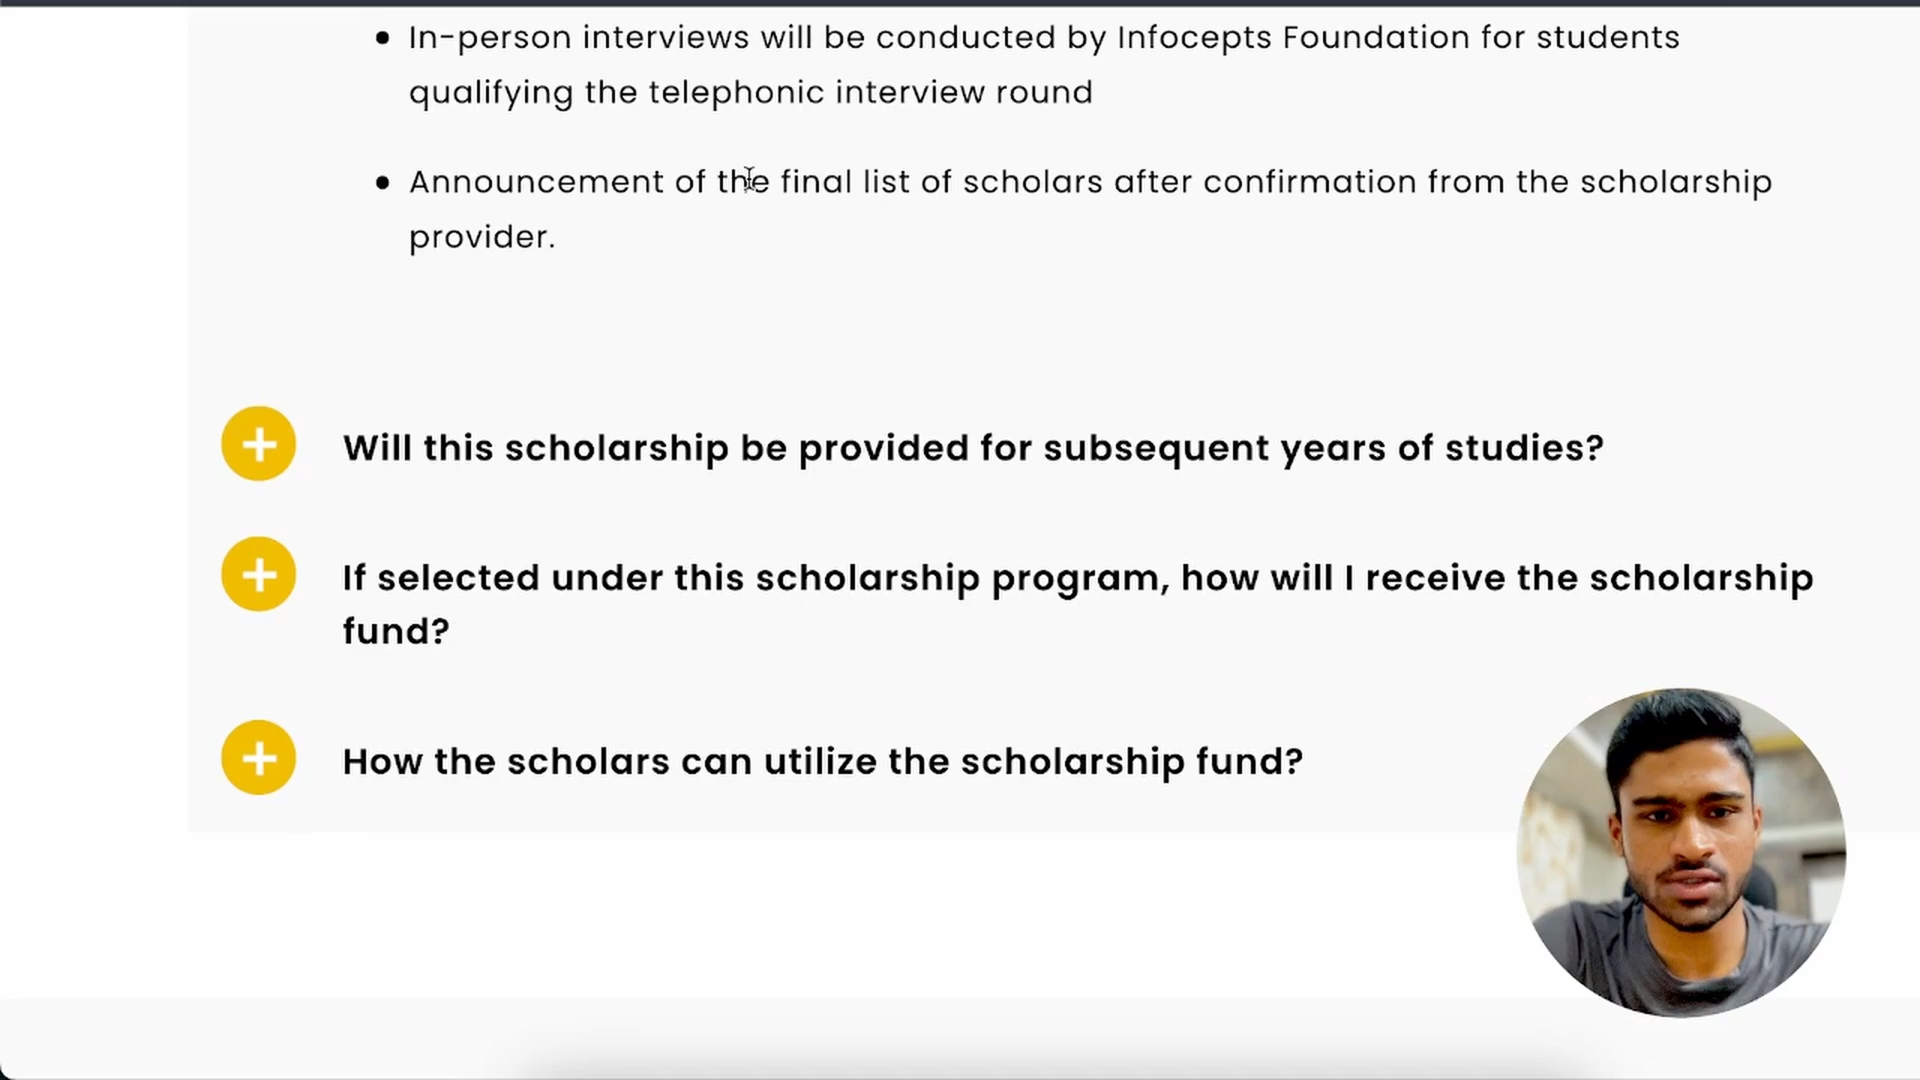 In-person interviews will be conducted by Infocepts Foundation for students
qualifying the telephonic interview round
Announcement of the final list of scholars after confirmation from the scholarship
provider.
Will this scholarship be provided for subsequent years of studies?
If selected under this scholarship program, how will I receive the scholarship
fund?
How the scholars can utilize the scholarship fund?